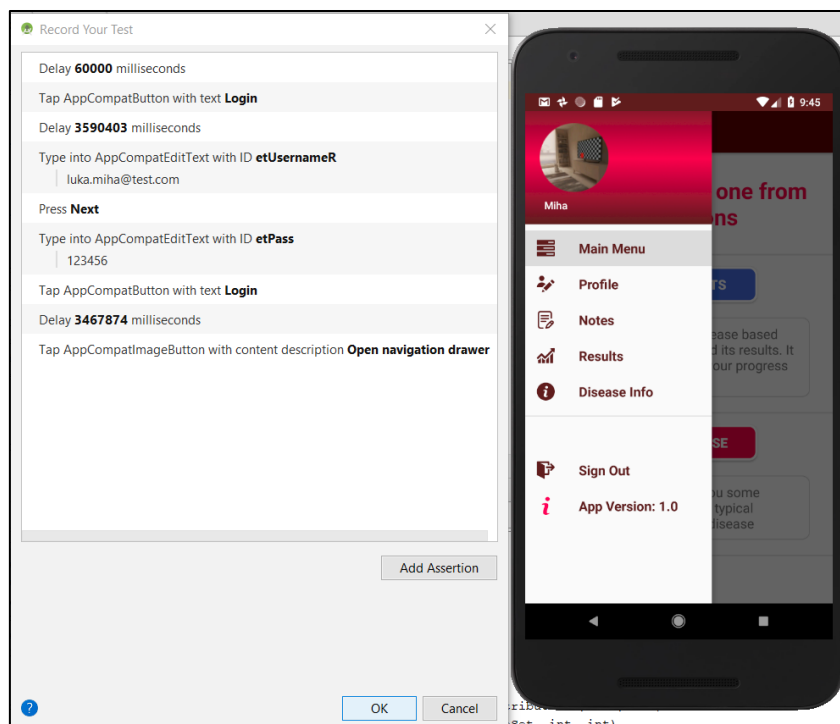 Record Your Test
Delay 60000 milliseconds
Tap AppCompatButton with text Login
Delay 3590403 milliseconds
Type into AppCompatEditText with ID etUsernameR
luka.miha@test.com
Press Next
Type into AppCompatEditText with ID etPass
123456
Tap AppCompatButton with text Login
Delay 3467874 milliseconds
Tap AppCompatImageButton with content description Open navigation drawer
Add Assertion
?
OK
Cancel
9:45
Miha
Main Menu
Profile
Notes
Results
Disease Info
Sign Out
App Version: 1.0
one from
ns
TS
ease based
d its results. It
our progress
SE
ou some
typical
disease
int, int)